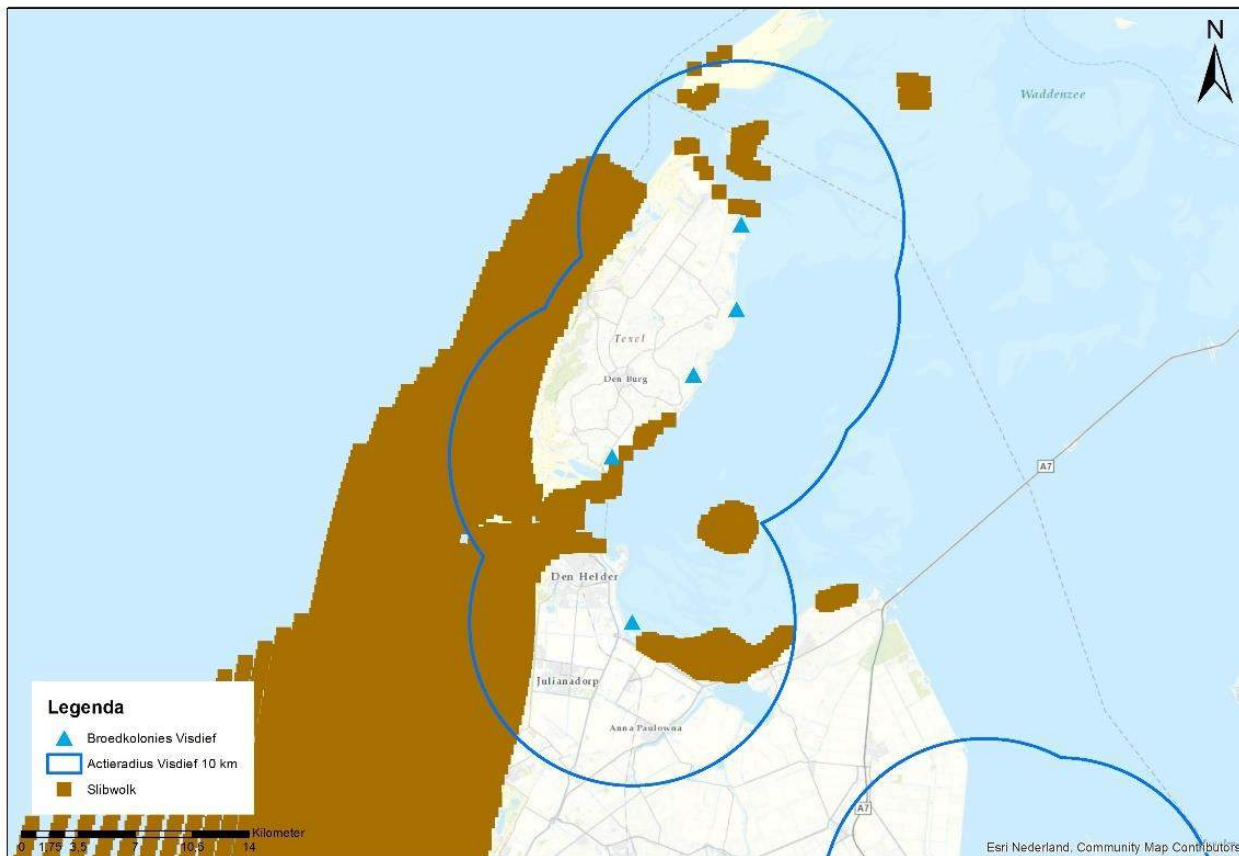 N
Waddenzee
Texel
Den Burg
A7
Den Helder
Julianadorp
Anna Paulowna
Legenda
Broedkolonies Visdief
Actieradius Visdief 10 km
Slibwolk
A7
Kilometer
0 1,75 3,5 7 10,5 14
Esri Nederland, Community Map Contributors